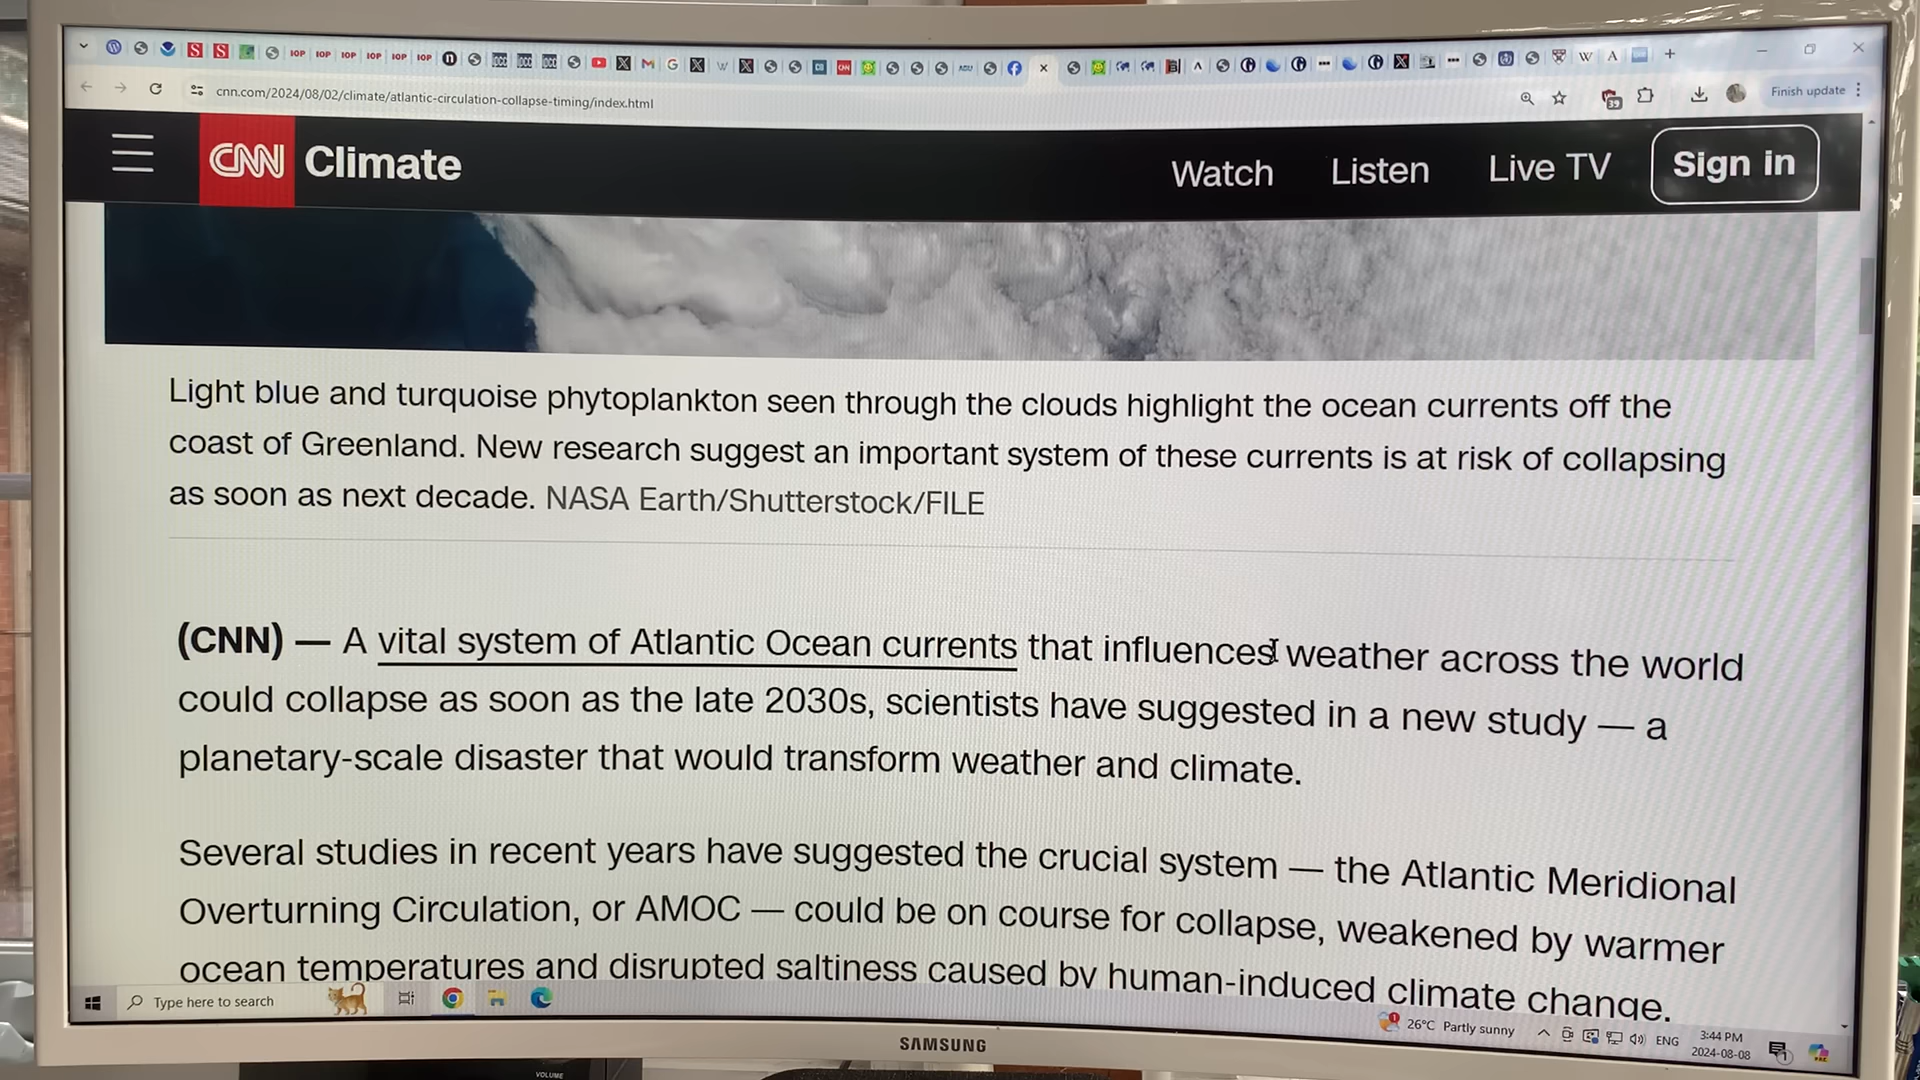 cnn.com/2024/08/02/climate/atlantic-circulation-collapse-timing/index.html
Finish update
CNN Climate
Watch
Listen
Live TV
Sign in
Light blue and turquoise phytoplankton seen through the clouds highlight the ocean currents off the
coast of Greenland. New research suggest an important system of these currents is at risk of collapsing
as soon as next decade. NASA Earth/Shutterstock/FILE
(CNN) — A vital system of Atlantic Ocean currents that influences weather across the world
could collapse as soon as the late 2030s, scientists have suggested in a new study — a
planetary-scale disaster that would transform weather and climate.
Several studies in recent years have suggested the crucial system — the Atlantic Meridional
Overturning Circulation, or AMOC — could be on course for collapse, weakened by warmer
ocean temperatures and disrupted saltiness caused by human-induced climate change.
Type here to search
26°C Partly sunny
ENG
3:44 PM
2024-08-08
SAMSUNG
VOLUME